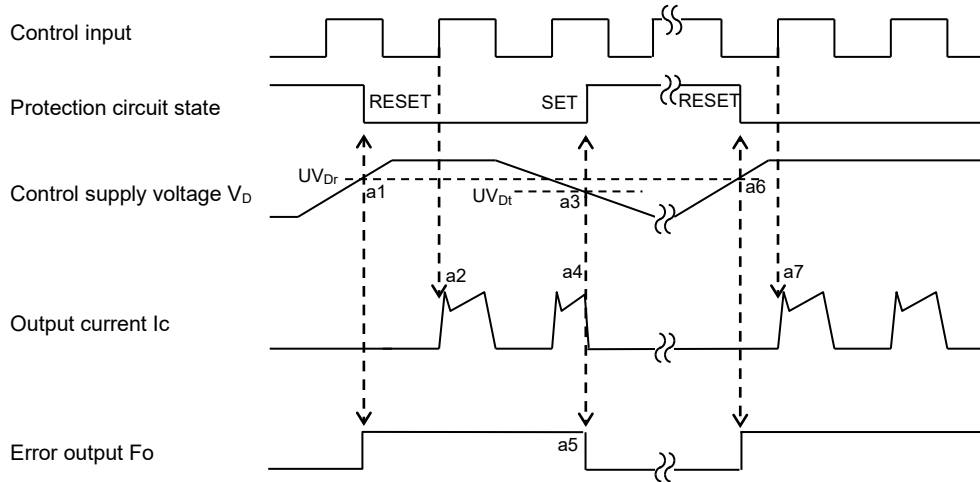 Control input
Protection circuit state
RESET
SET
RESET
Control supply voltage VD
UVDr
a1
UVDt
a3
a6
Output current Ic
a2
a4
a7
Error output Fo
a5